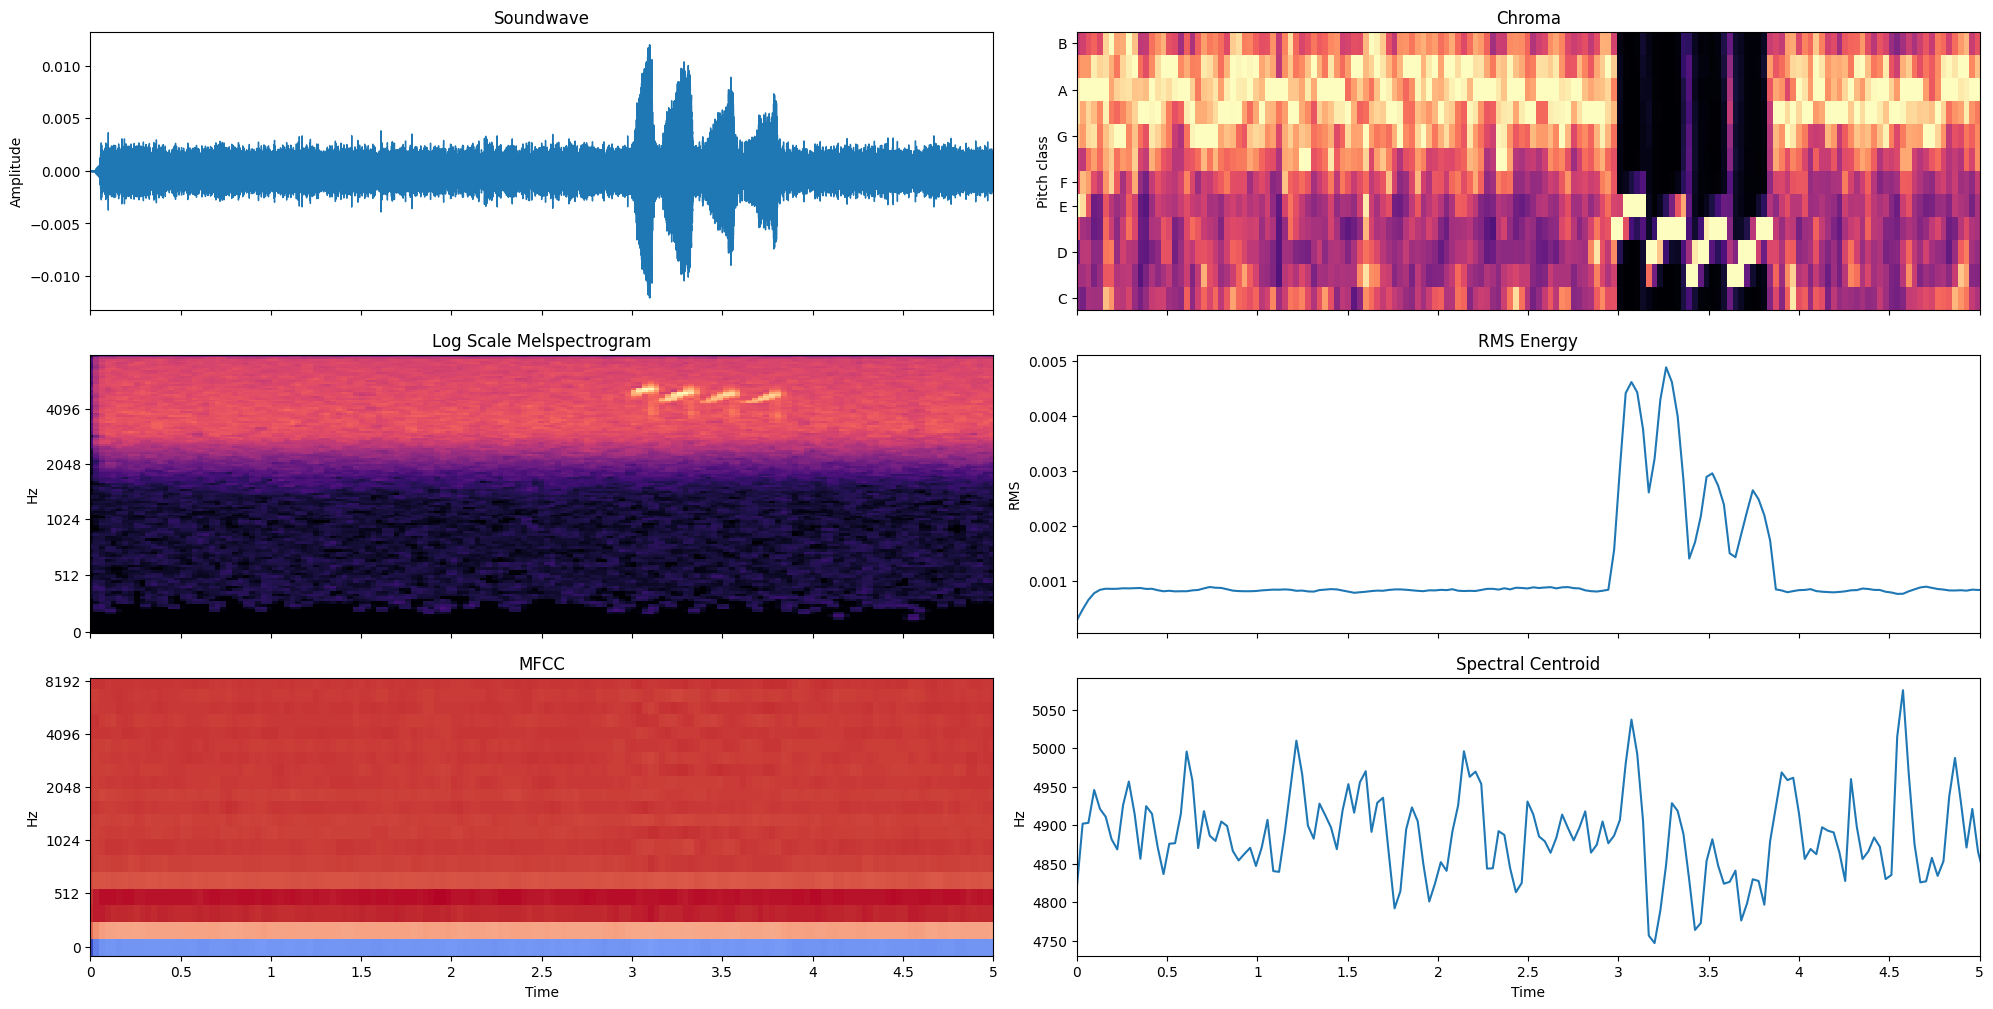 Soundwave
Amplitude
0.010
0.005
0.000
−0.005
−0.010
Chroma
Pitch class
B
A
G
F
E
D
C
Log Scale Melspectrogram
Hz
4096
2048
1024
512
0
RMS Energy
RMS
0.005
0.004
0.003
0.002
0.001
MFCC
Hz
8192
4096
2048
1024
512
0
0 0.5 1 1.5 2 2.5 3 3.5 4 4.5 5
Time
Spectral Centroid
Hz
5050
5000
4950
4900
4850
4800
4750
0 0.5 1 1.5 2 2.5 3 3.5 4 4.5 5
Time